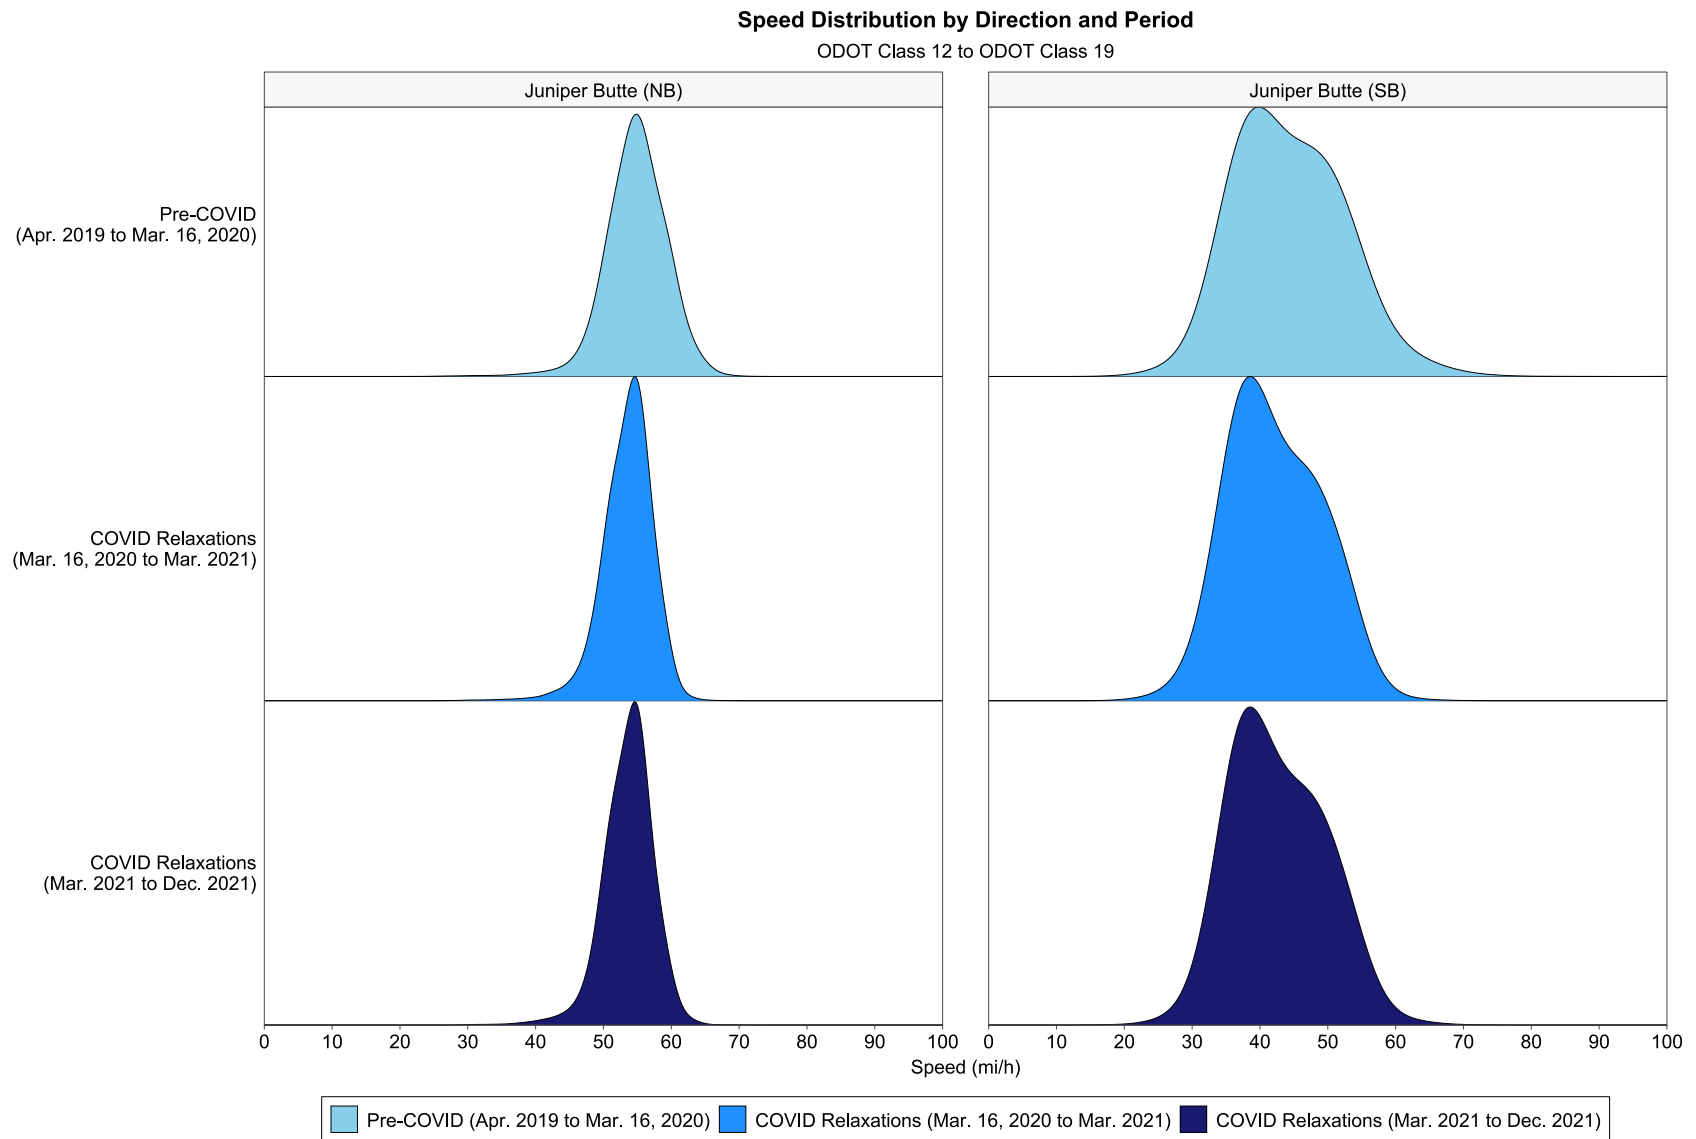 Speed Distribution by Direction and Period
ODOT Class 12 to ODOT Class 19
Juniper Butte (NB)
Juniper Butte (SB)
Pre-COVID
(Apr. 2019 to Mar. 16, 2020)
COVID Relaxations
(Mar. 16, 2020 to Mar. 2021)
COVID Relaxations
(Mar. 2021 to Dec. 2021)
0 10 20 30 40 50 60 70 80 90 100
0 10 20 30 40 50 60 70 80 90 100
Speed (mi/h)
Pre-COVID (Apr. 2019 to Mar. 16, 2020)
COVID Relaxations (Mar. 16, 2020 to Mar. 2021)
COVID Relaxations (Mar. 2021 to Dec. 2021)